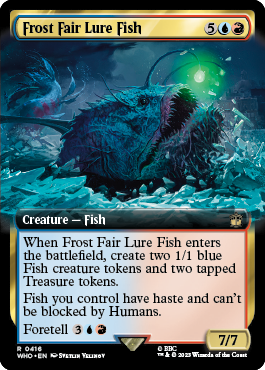 Frost Fair Lure Fish 5
Creature — Fish
When Frost Fair Lure Fish enters
the battlefield, create two 1/1 blue
Fish creature tokens and two tapped
Treasure tokens.
Fish you control have haste and can't
be blocked by Humans.
Foretell 3
7/7
R 0416
WHO • EN Svetlin Velinov
© BBC
™ & © 2023 Wizards of the Coast